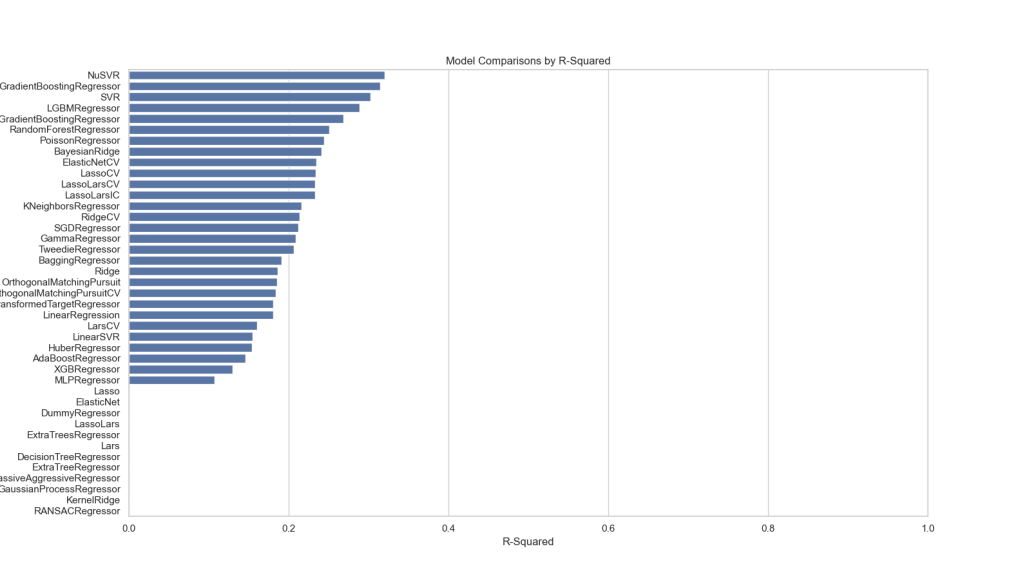 Model Comparisons by R-Squared
NuSVR
GradientBoostingRegressor
SVR
LGBMRegressor
GradientBoostingRegressor
RandomForestRegressor
PoissonRegressor
BayesianRidge
ElasticNetCV
LassoCV
LassoLarsCV
LassoLarsIC
KNeighborsRegressor
RidgeCV
SGDRegressor
GammaRegressor
TweedieRegressor
BaggingRegressor
Ridge
OrthogonalMatchingPursuit
thogonalMatchingPursuitCV
ansformedTargetRegressor
LinearRegression
LarsCV
LinearSVR
HuberRegressor
AdaBoostRegressor
XGBRegressor
MLPRegressor
Lasso
ElasticNet
DummyRegressor
LassoLars
ExtraTreesRegressor
Lars
DecisionTreeRegressor
ExtraTreeRegressor
assiveAggressiveRegressor
GaussianProcessRegressor
KernelRidge
RANSACRegressor
0.0 0.2 0.4 0.6 0.8 1.0
R-Squared